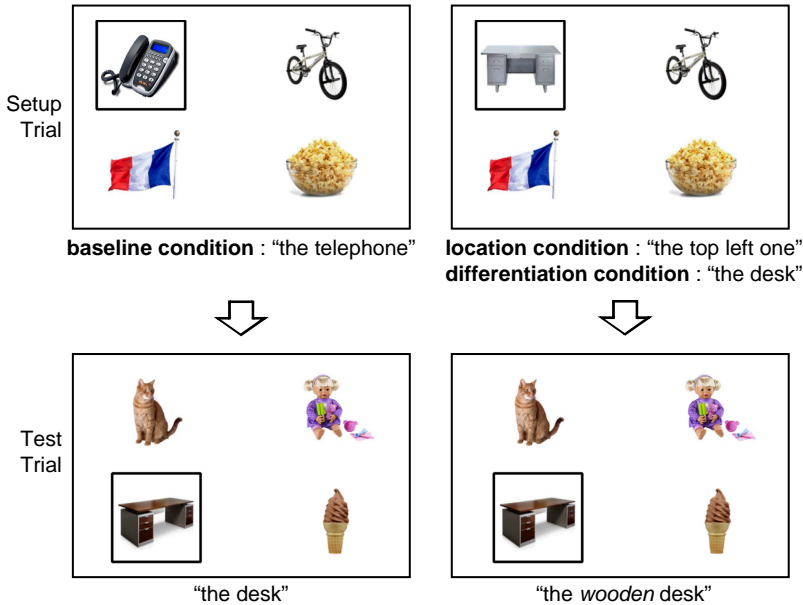 Setup
Trial
baseline condition : “the telephone”
location condition : “the top left one”
differentiation condition : “the desk”
Test
Trial
“the desk”
“the wooden desk”